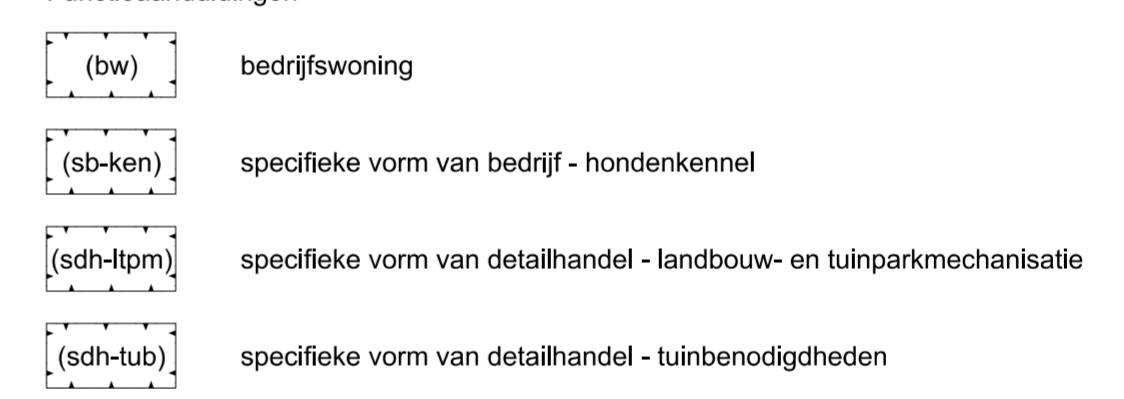 (bw) bedrijfswoning
(sb-ken) specifieke vorm van bedrijf - hondenkennel
(sdh-ltpm) specifieke vorm van detailhandel - landbouw- en tuinparkmechanisatie
(sdh-tub) specifieke vorm van detailhandel - tuinbenodigdheden